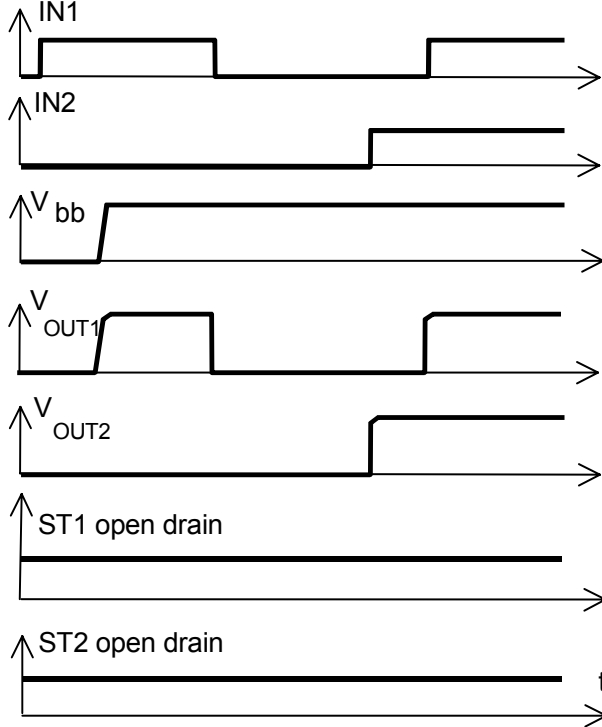 IN1
IN2
V bb
V OUT1
V OUT2
ST1 open drain
ST2 open drain
t